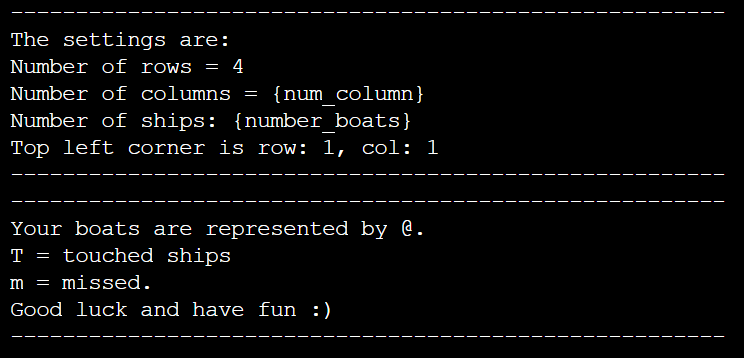 -------------------------------------------------------
The settings are:
Number of rows = 4
Number of columns = {num_column}
Number of ships: {number_boats}
Top left corner is row: 1, col: 1
-------------------------------------------------------
-------------------------------------------------------
Your boats are represented by @.
T = touched ships
m = missed.
Good luck and have fun :)
-------------------------------------------------------